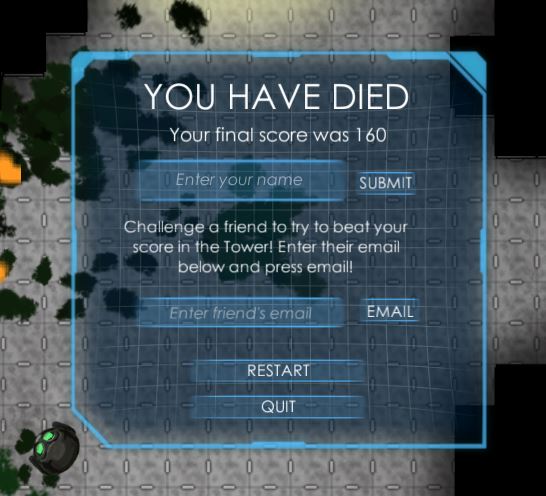 YOU HAVE DIED
Your final score was 160
Enter your name
SUBMIT
Challenge a friend to try to beat your
score in the Tower! Enter their email
below and press email!
Enter friend's email
EMAIL
RESTART
QUIT